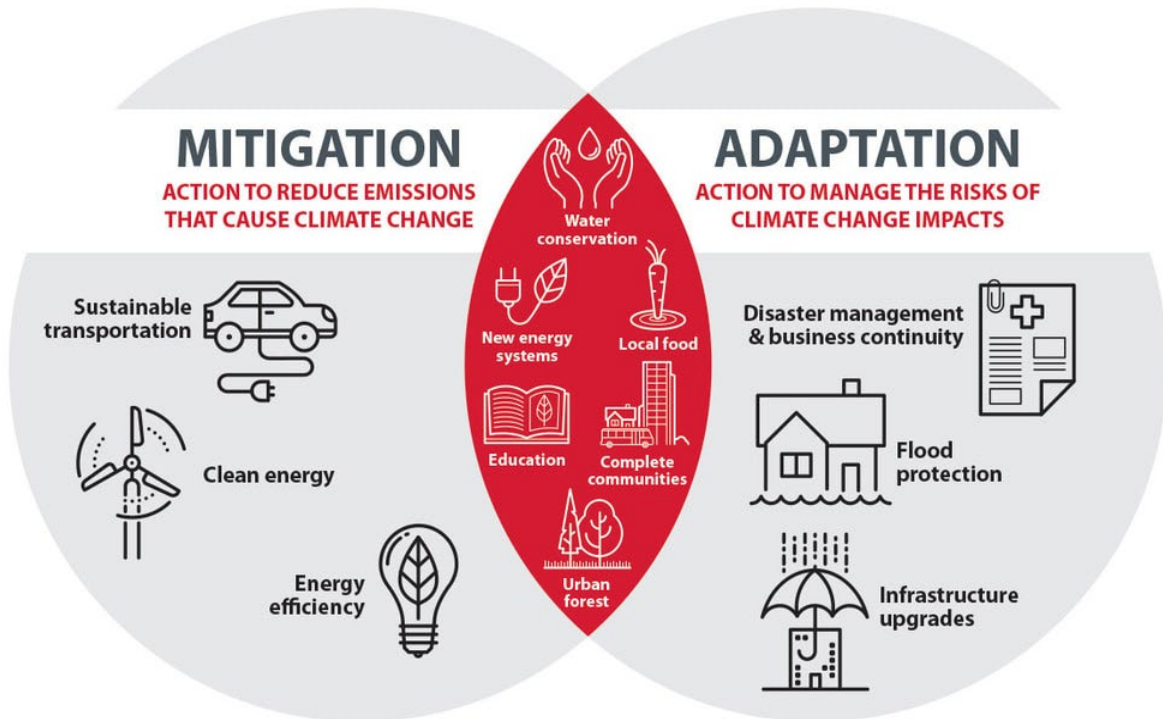 MITIGATION
ACTION TO REDUCE EMISSIONS
THAT CAUSE CLIMATE CHANGE
Sustainable
transportation
Clean energy
Energy
efficiency
Water
conservation
New energy
systems
Local food
Education
Complete
communities
Urban
forest
ADAPTATION
ACTION TO MANAGE THE RISKS OF
CLIMATE CHANGE IMPACTS
Disaster management
& business continuity
Flood
protection
Infrastructure
upgrades